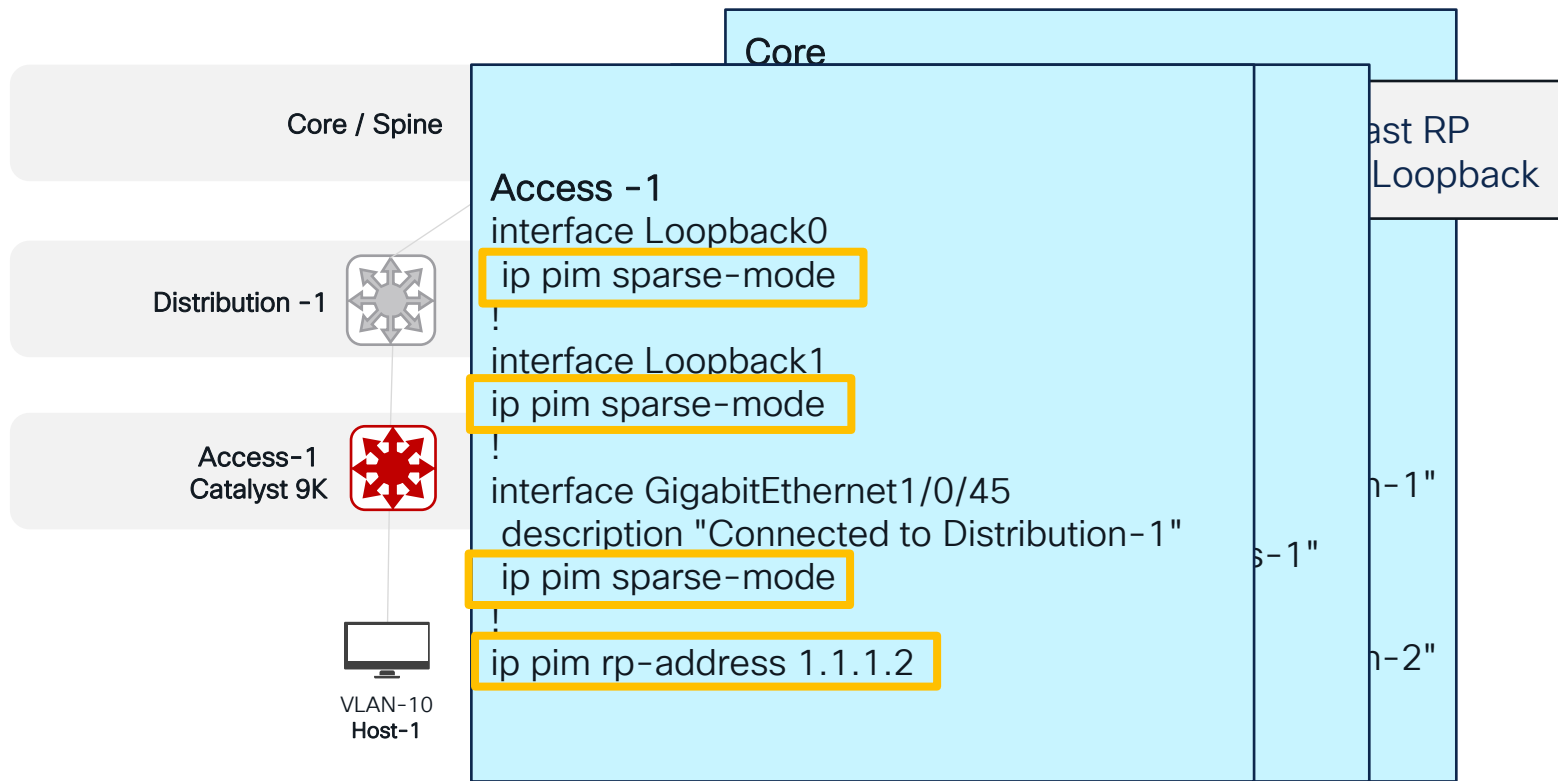 Core
Core / Spine
ast RP
Loopback
Access -1
interface Loopback0
ip pim sparse-mode
!
interface Loopback1
ip pim sparse-mode
!
interface GigabitEthernet1/0/45
description "Connected to Distribution-1"
ip pim sparse-mode
!
ip pim rp-address 1.1.1.2
Distribution -1
Access-1
Catalyst 9K
VLAN-10
Host-1
n-1"
s-1"
n-2"